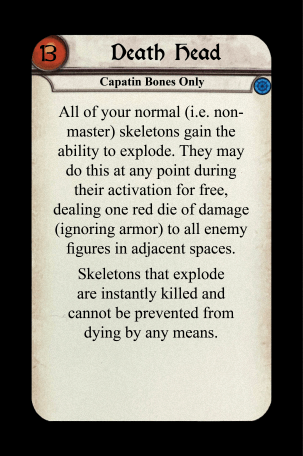 13
Death Head
Capatin Bones Only
All of your normal (i.e. non-
master) skeletons gain the
ability to explode. They may
do this at any point during
their activation for free,
dealing one red die of damage
(ignoring armor) to all enemy
figures in adjacent spaces.
Skeletons that explode
are instantly killed and
cannot be prevented from
dying by any means.